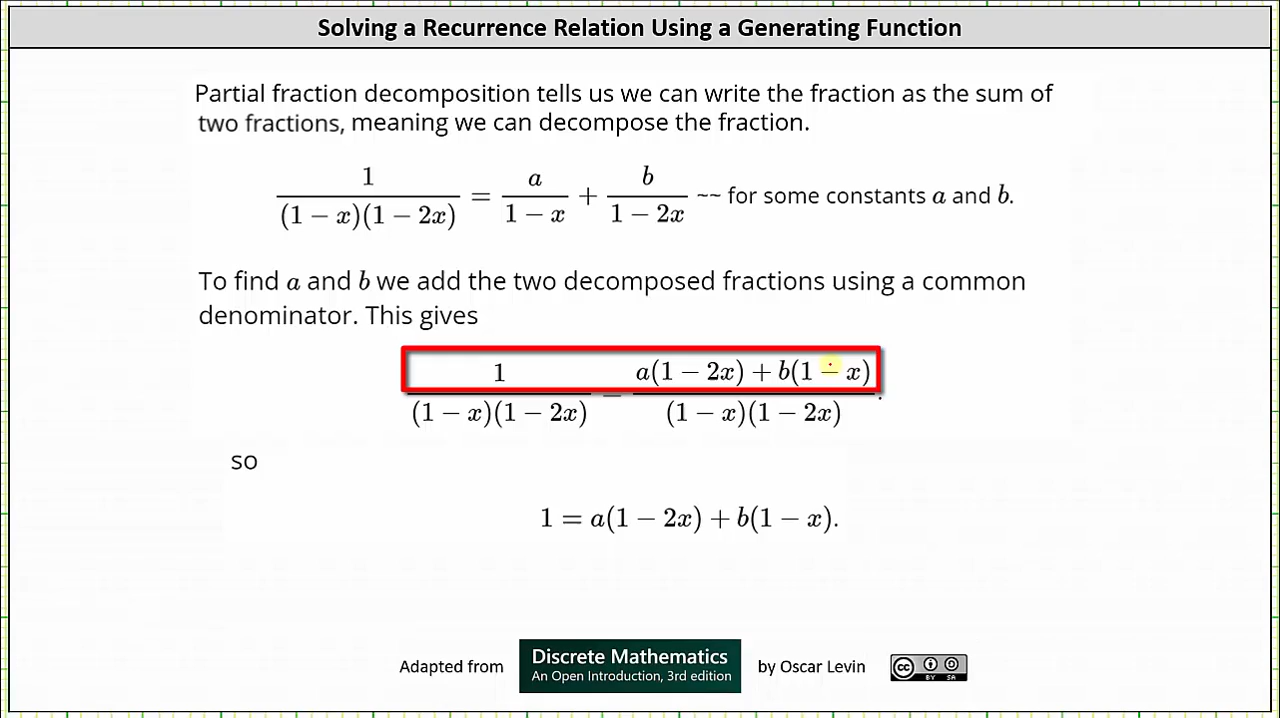 Solving a Recurrence Relation Using a Generating Function
Partial fraction decomposition tells us we can write the fraction as the sum of
two fractions, meaning we can decompose the fraction.
1/((1 − x)(1 − 2x)) = a/(1 − x) + b/(1 − 2x) ~~ for some constants a and b.
To find a and b we add the two decomposed fractions using a common
denominator. This gives
1/((1 − x)(1 − 2x)) = (a(1 − 2x) + b(1 − x))/((1 − x)(1 − 2x)).
so
1 = a(1 − 2x) + b(1 − x).
Adapted from Discrete Mathematics by Oscar Levin
An Open Introduction, 3rd edition
cc BY SA